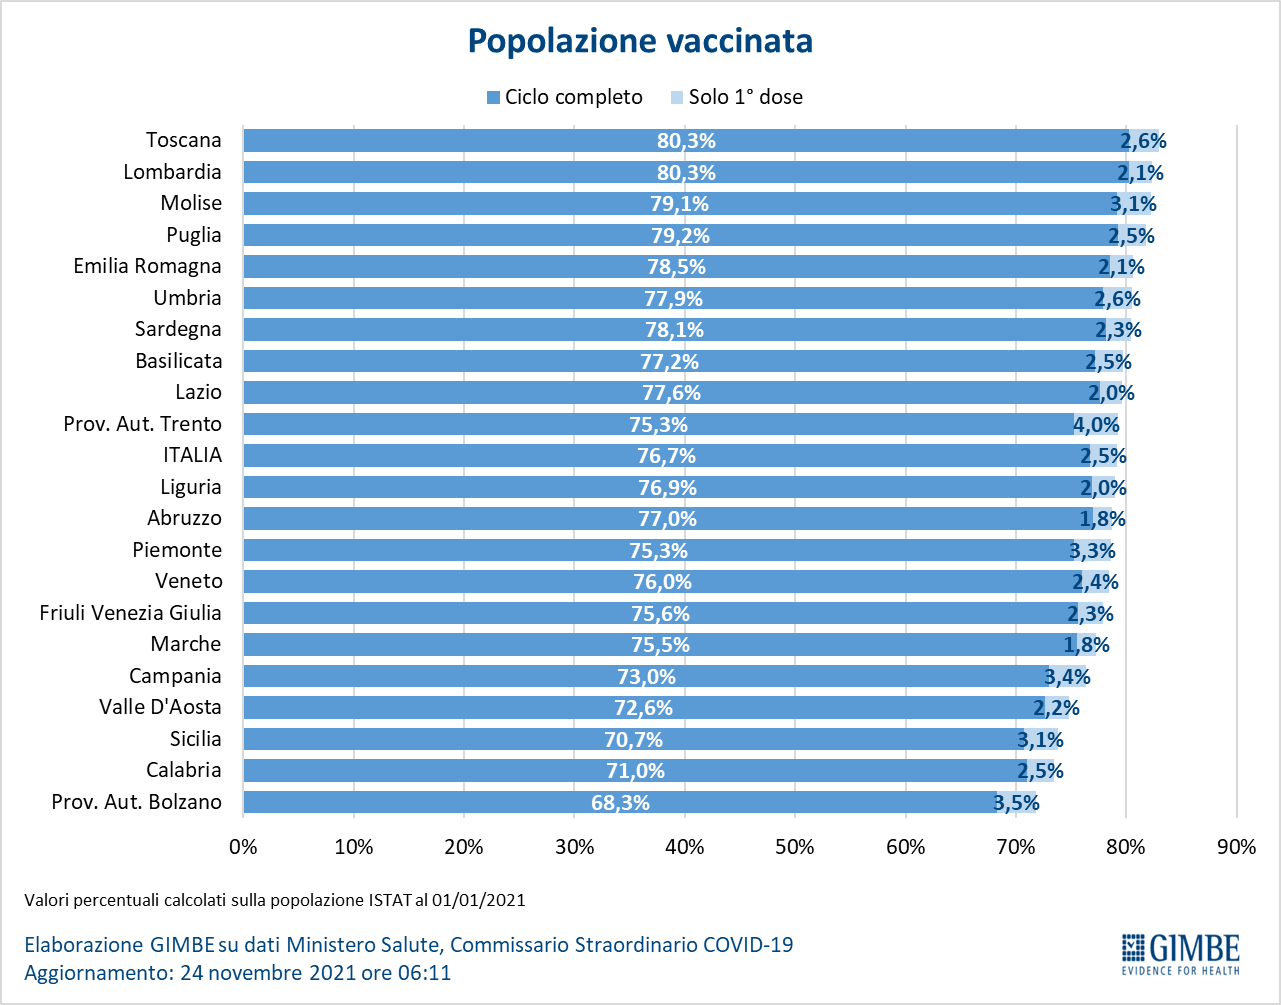 Popolazione vaccinata
Ciclo completo Solo 1° dose
Toscana 80,3% 2,6%
Lombardia 80,3% 2,1%
Molise 79,1% 3,1%
Puglia 79,2% 2,5%
Emilia Romagna 78,5% 2,1%
Umbria 77,9% 2,6%
Sardegna 78,1% 2,3%
Basilicata 77,2% 2,5%
Lazio 77,6% 2,0%
Prov. Aut. Trento 75,3% 4,0%
ITALIA 76,7% 2,5%
Liguria 76,9% 2,0%
Abruzzo 77,0% 1,8%
Piemonte 75,3% 3,3%
Veneto 76,0% 2,4%
Friuli Venezia Giulia 75,6% 2,3%
Marche 75,5% 1,8%
Campania 73,0% 3,4%
Valle D'Aosta 72,6% 2,2%
Sicilia 70,7% 3,1%
Calabria 71,0% 2,5%
Prov. Aut. Bolzano 68,3% 3,5%
0% 10% 20% 30% 40% 50% 60% 70% 80% 90%
Valori percentuali calcolati sulla popolazione ISTAT al 01/01/2021
Elaborazione GIMBE su dati Ministero Salute, Commissario Straordinario COVID-19
Aggiornamento: 24 novembre 2021 ore 06:11
GIMBE
EVIDENCE FOR HEALTH